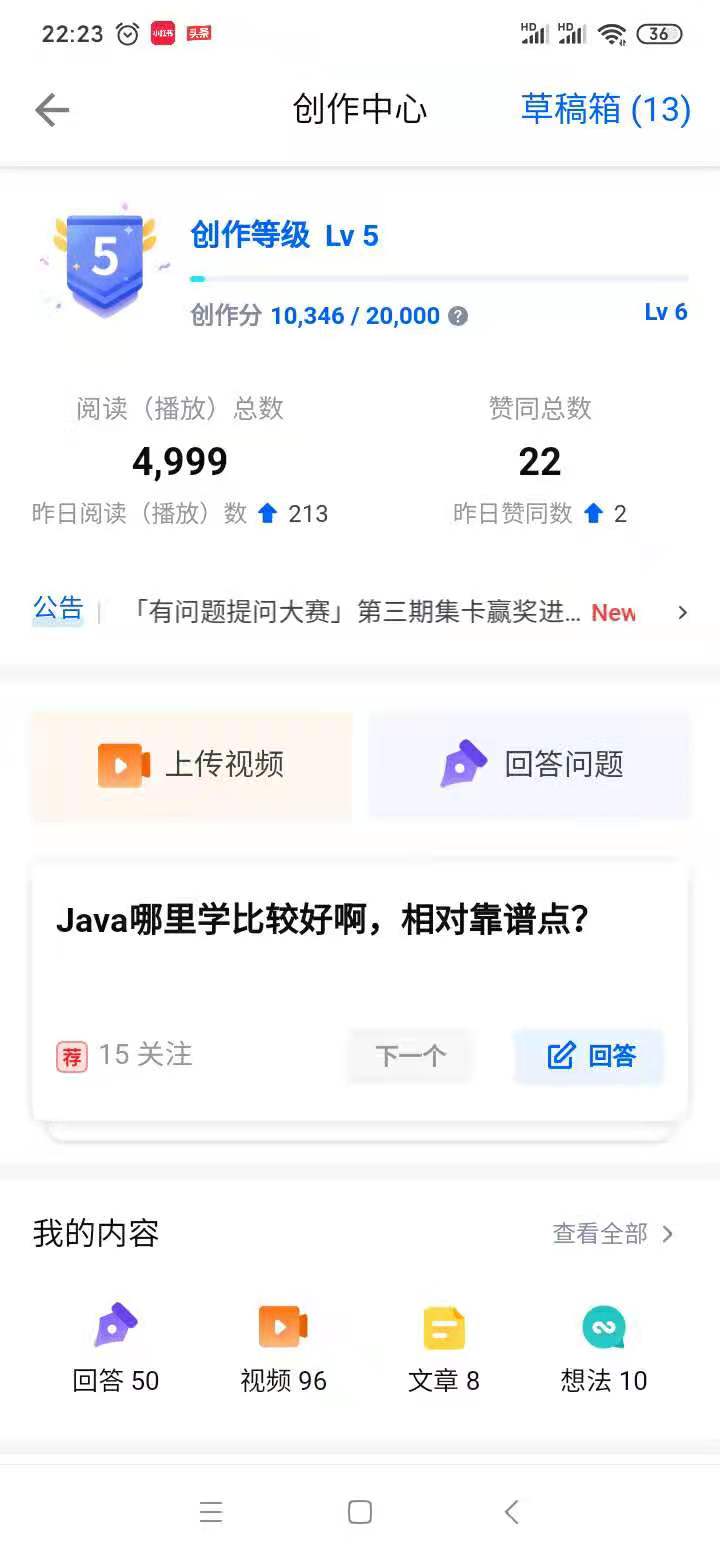 22:23 小红书 头条 HD HD 36
创作中心 草稿箱 (13)
5
创作等级 Lv 5
创作分 10,346 / 20,000 ? Lv 6
阅读（播放）总数 赞同总数
4,999 22
昨日阅读（播放）数 213 昨日赞同数 2
公告 「有问题提问大赛」第三期集卡赢奖进... New
上传视频 回答问题
Java哪里学比较好啊，相对靠谱点？
荐 15 关注 下一个 回答
我的内容 查看全部
回答 50 视频 96 文章 8 想法 10